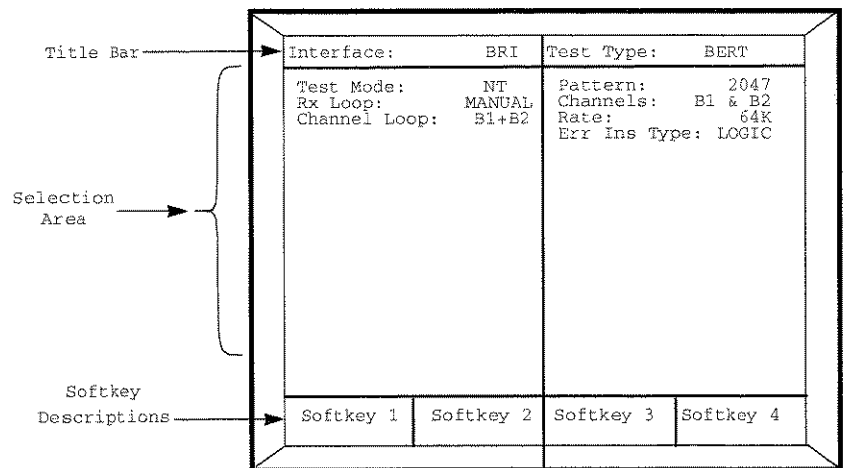 Title Bar
Interface: BRI
Test Type: BERT
Test Mode: NT
Rx Loop: MANUAL
Channel Loop: B1+B2
Pattern: 2047
Channels: B1 & B2
Rate: 64K
Err Ins Type: LOGIC
Selection
Area
Softkey
Descriptions
Softkey 1
Softkey 2
Softkey 3
Softkey 4